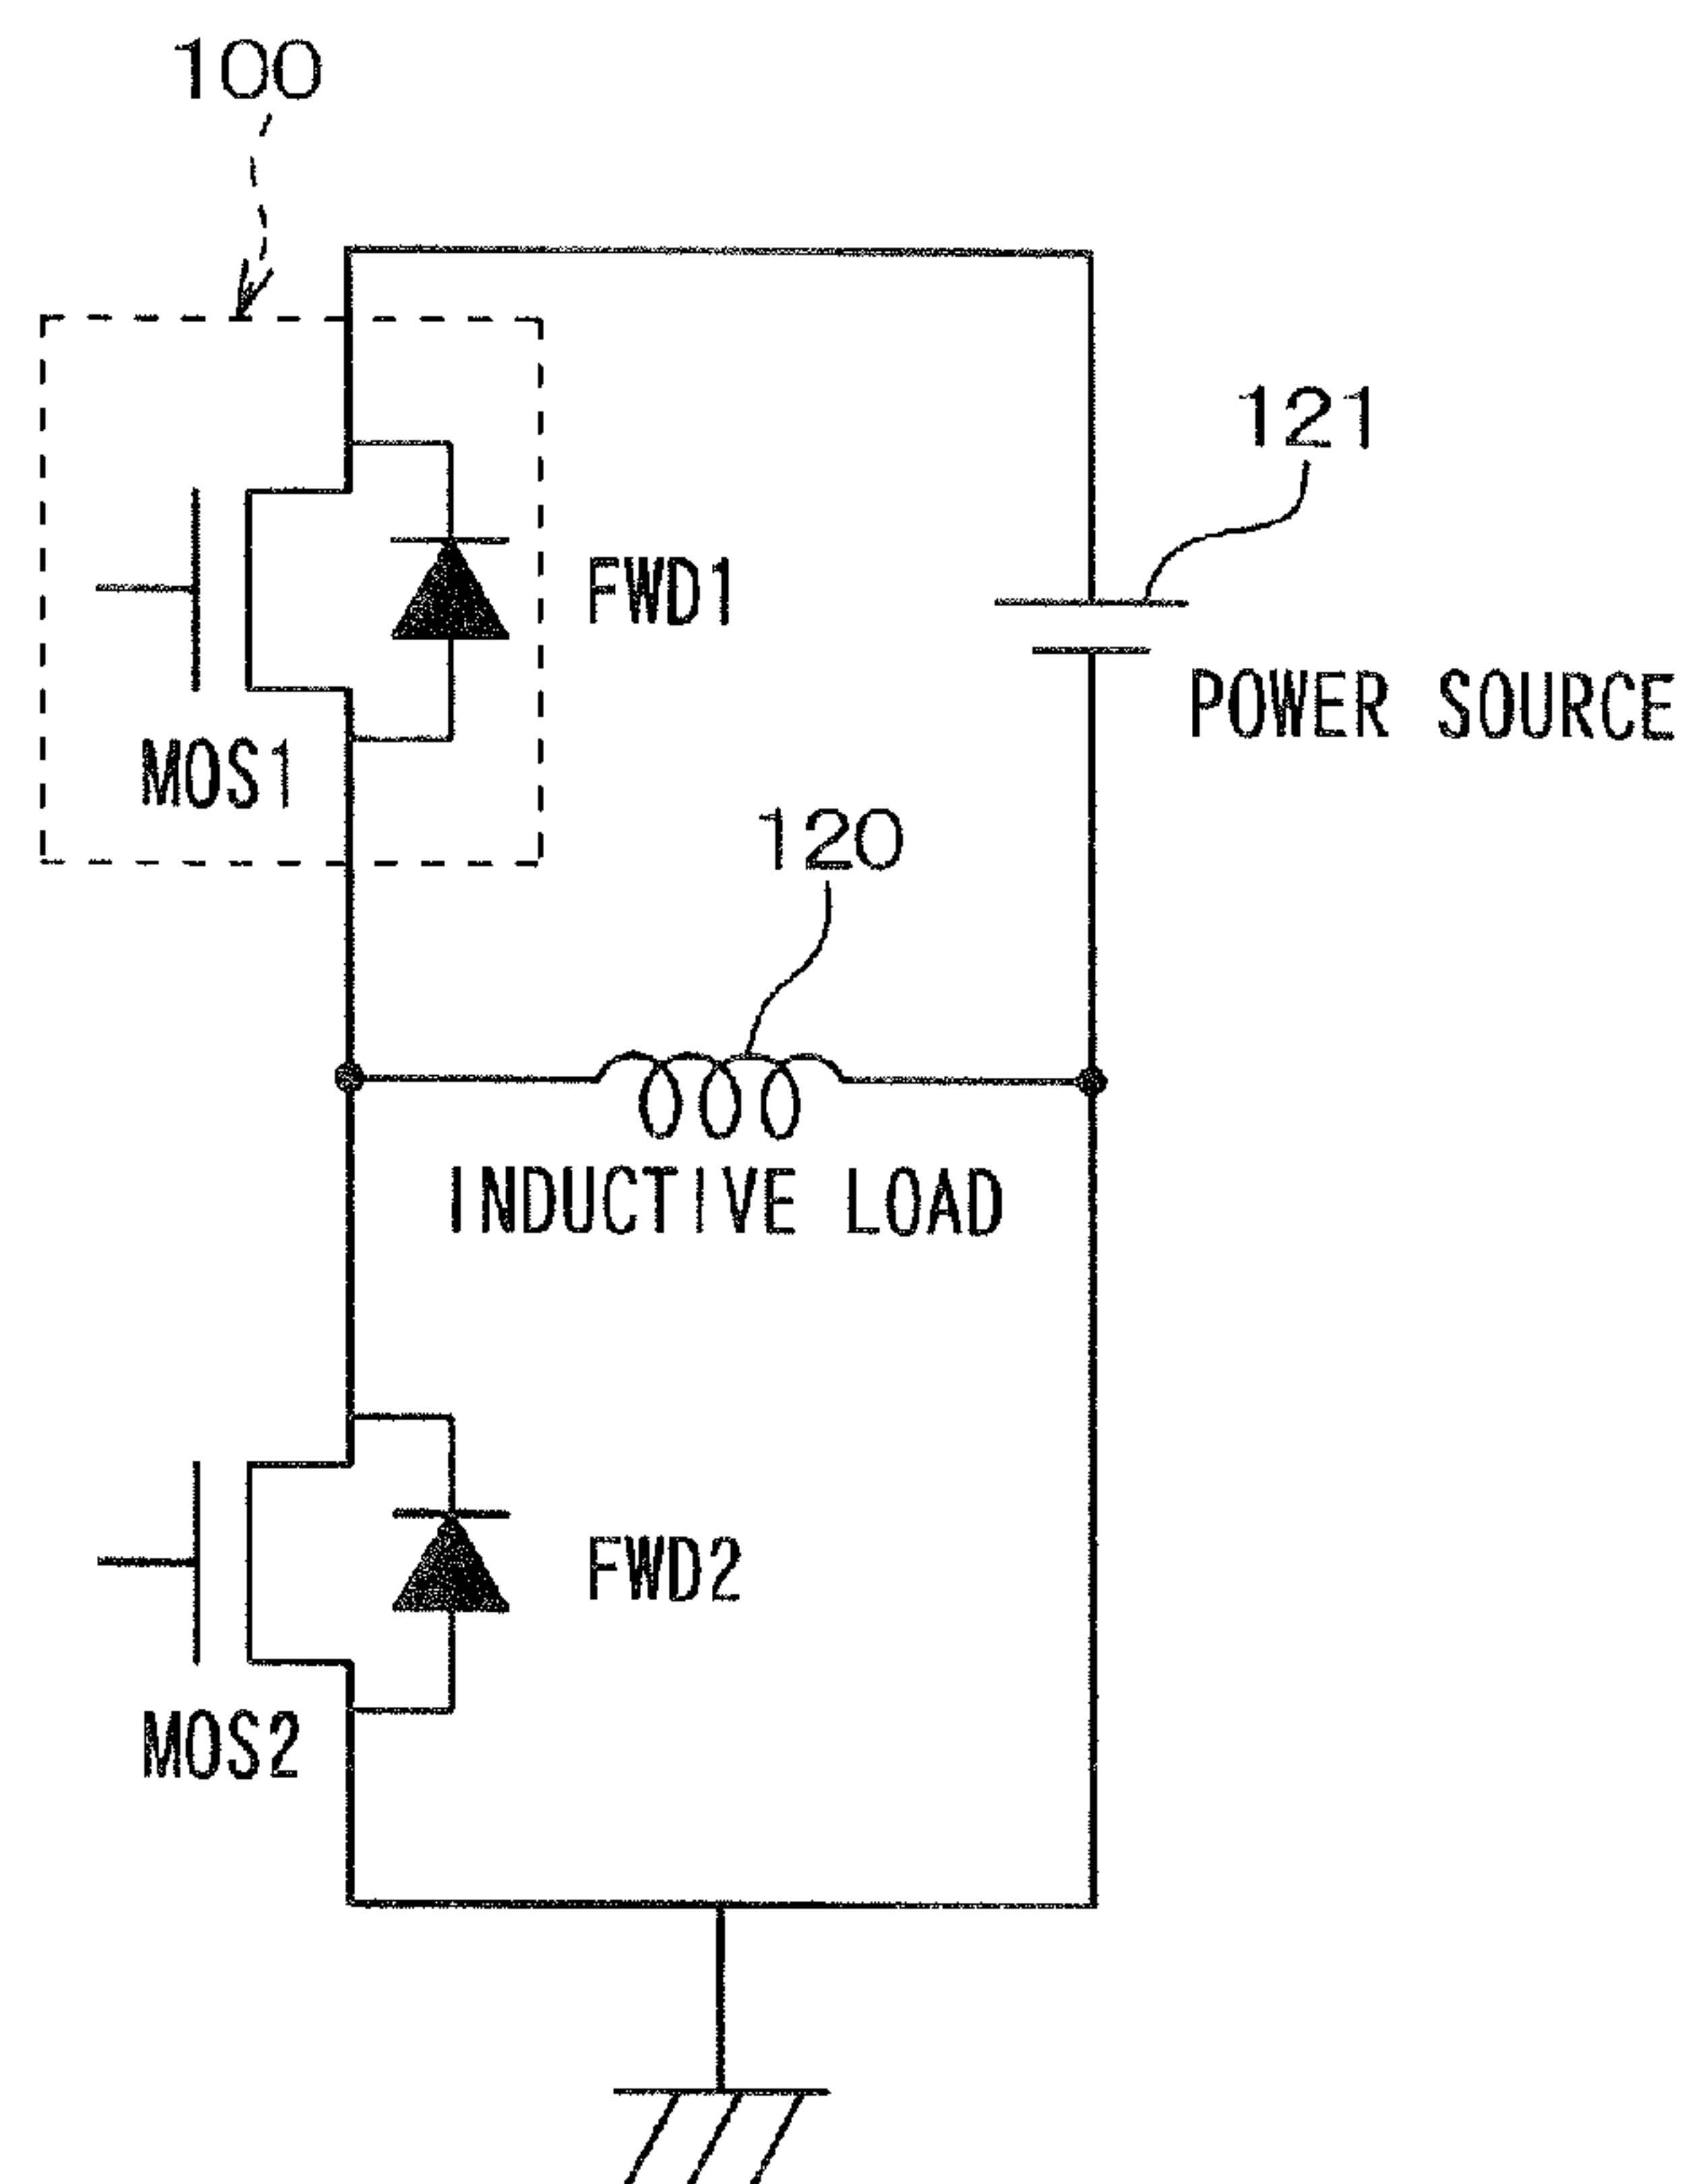 100
121
FWD1
POWER SOURCE
MOS1
120
INDUCTIVE LOAD
FWD2
MOS2